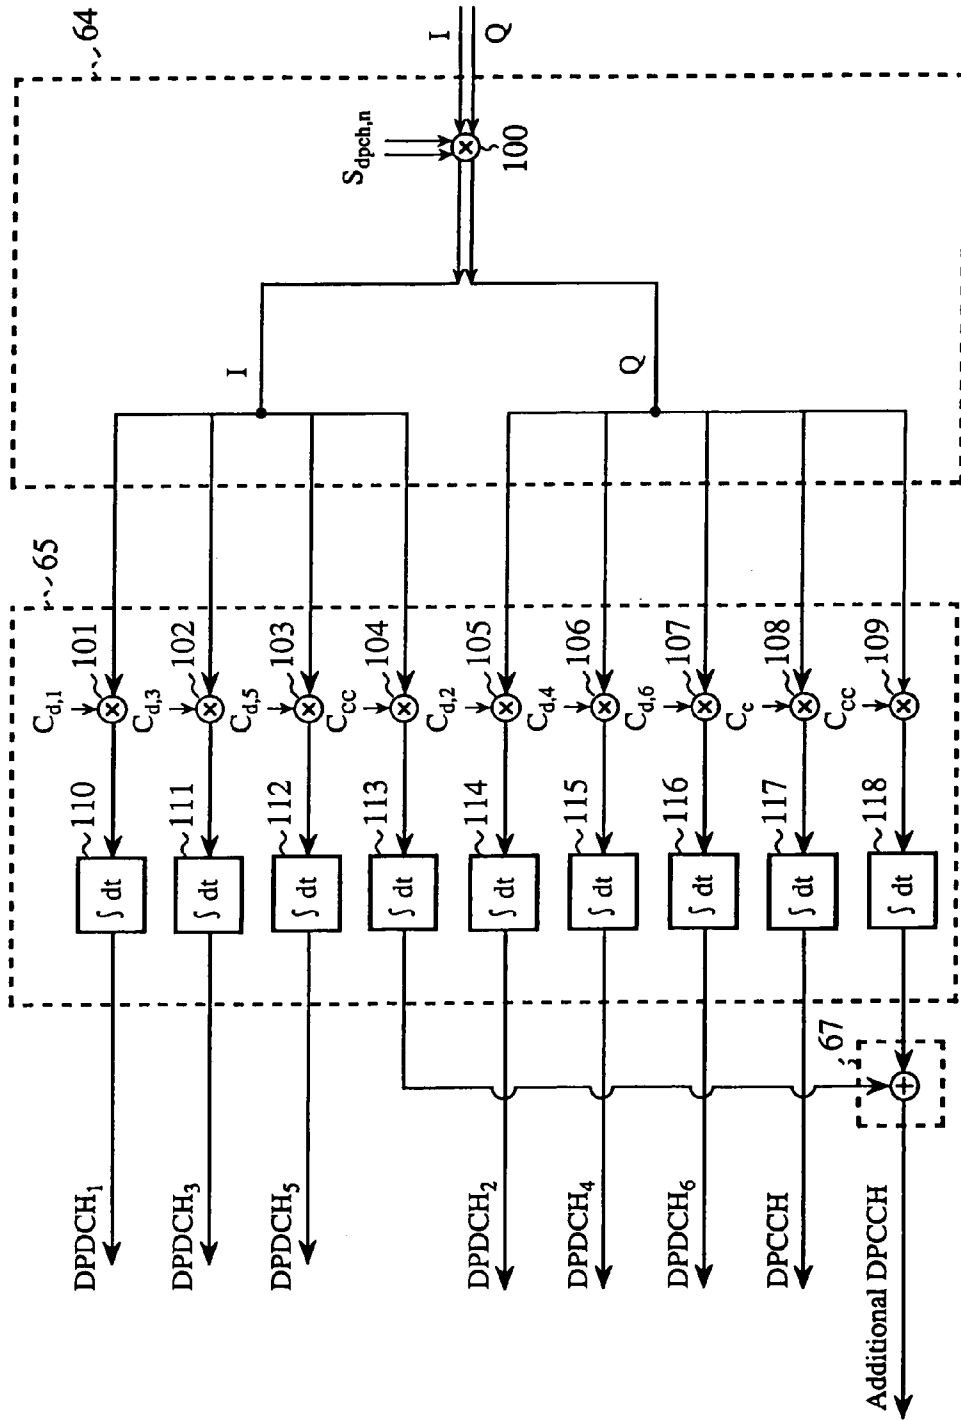 64
I
Q
S_dpch,n
100
I
Q
65
C_d,1
101
C_d,3
102
C_d,5
103
C_cc
104
C_d,2
105
C_d,4
106
C_d,6
107
C_c
108
C_cc
109
110
∫ dt
111
∫ dt
112
∫ dt
113
∫ dt
114
∫ dt
115
∫ dt
116
∫ dt
117
∫ dt
118
∫ dt
67
DPDCH_1
DPDCH_3
DPDCH_5
DPDCH_2
DPDCH_4
DPDCH_6
DPCCH
Additional DPCCH